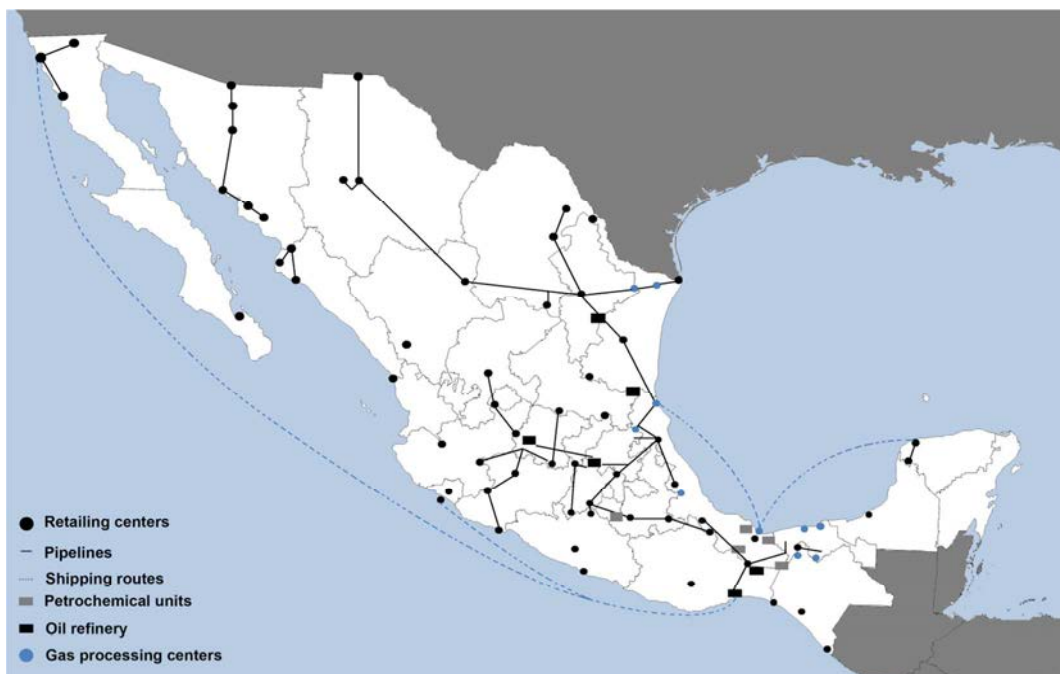 Retailing centers
Pipelines
Shipping routes
Petrochemical units
Oil refinery
Gas processing centers